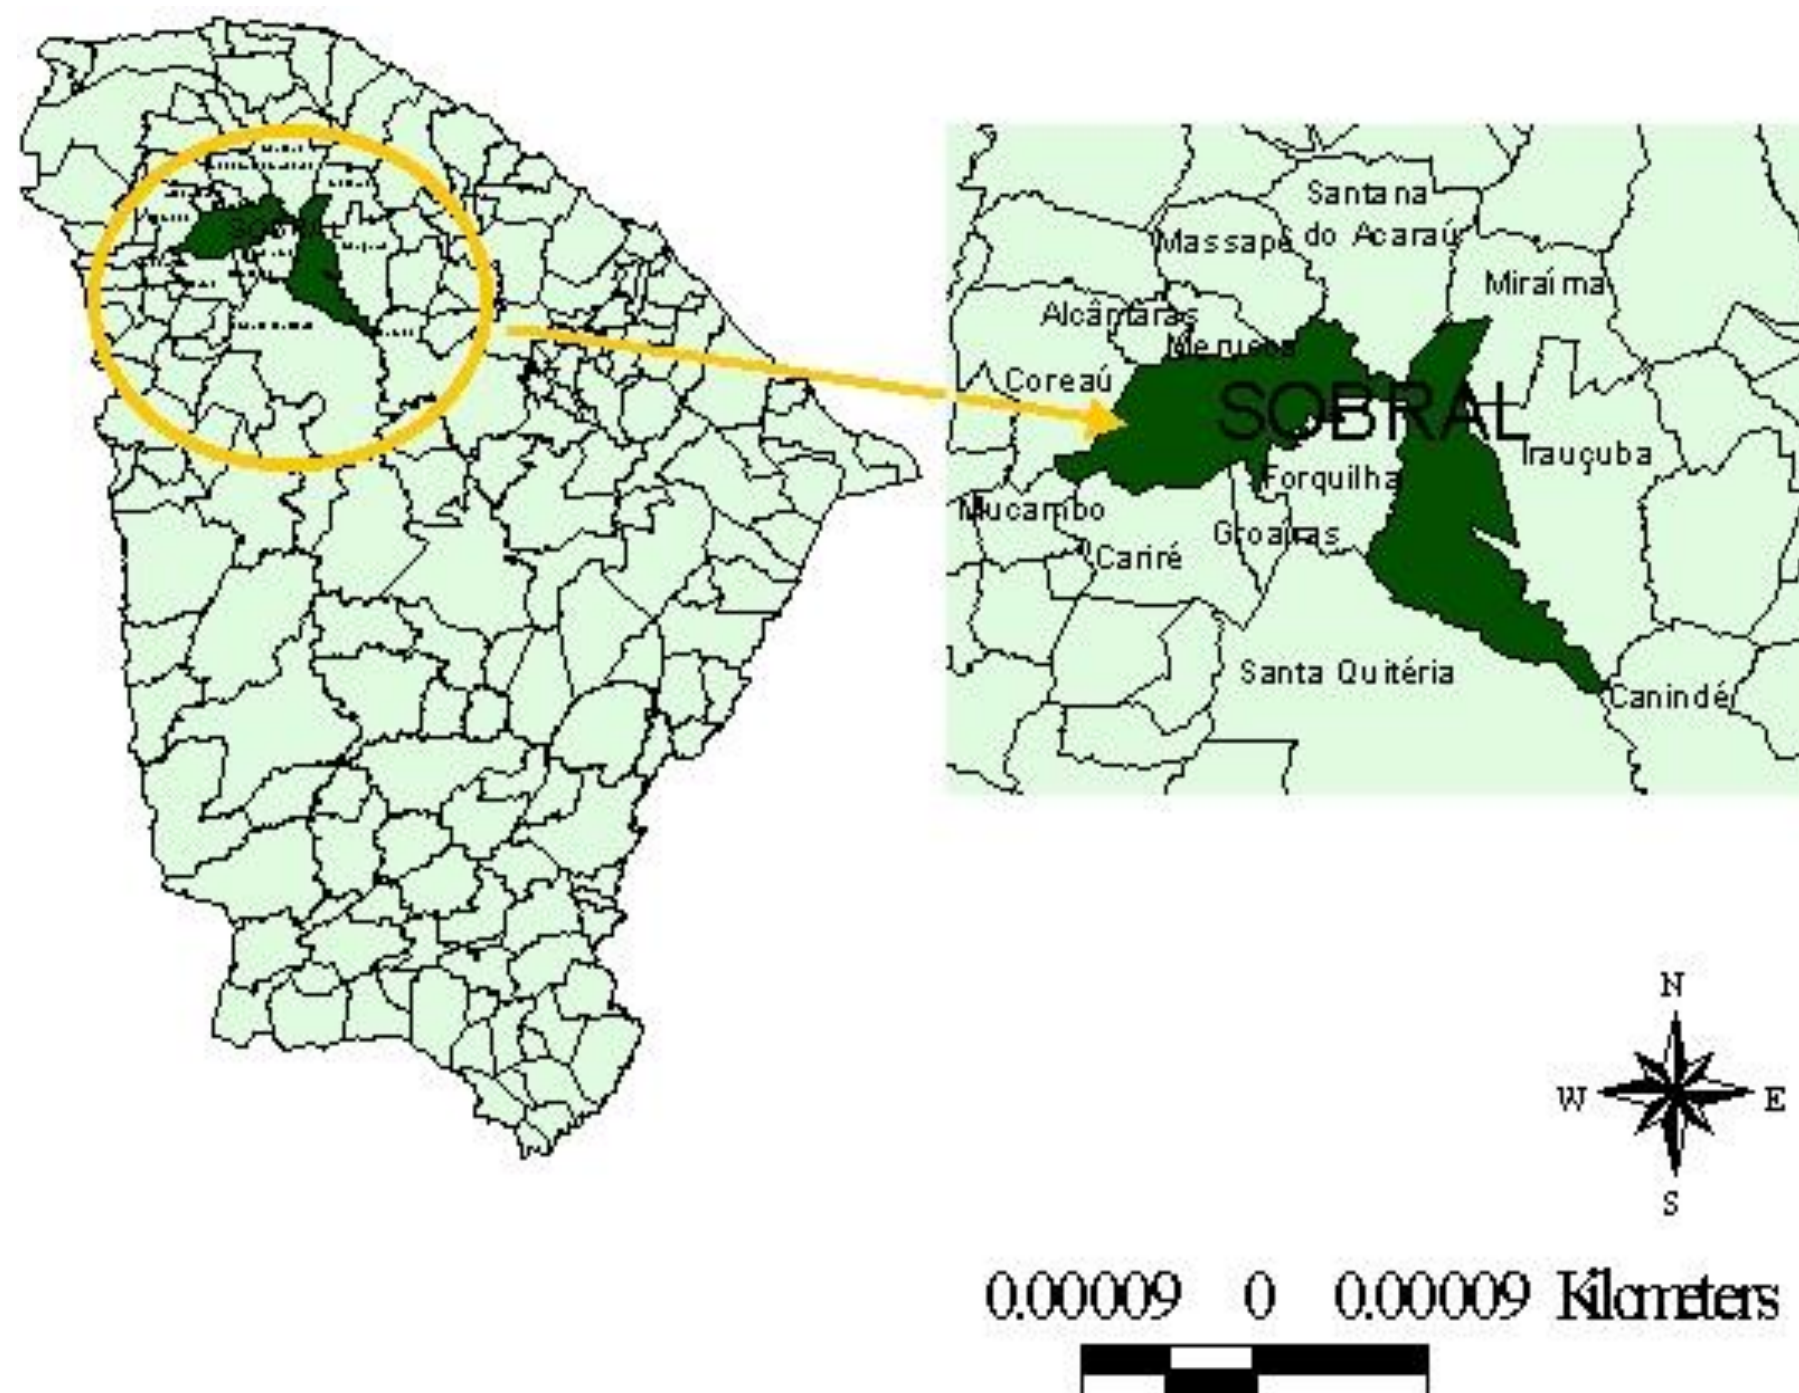 Santana
do Acaraú
Massapê
Miraíma
Alcântaras
Meruoca
Coreaú
SOBRAL
Irauçuba
Forquilha
Mucambo
Groaíras
Cariré
Santa Quitéria
Canindé
N
W E
S
0.00009 0 0.00009 Kilometers